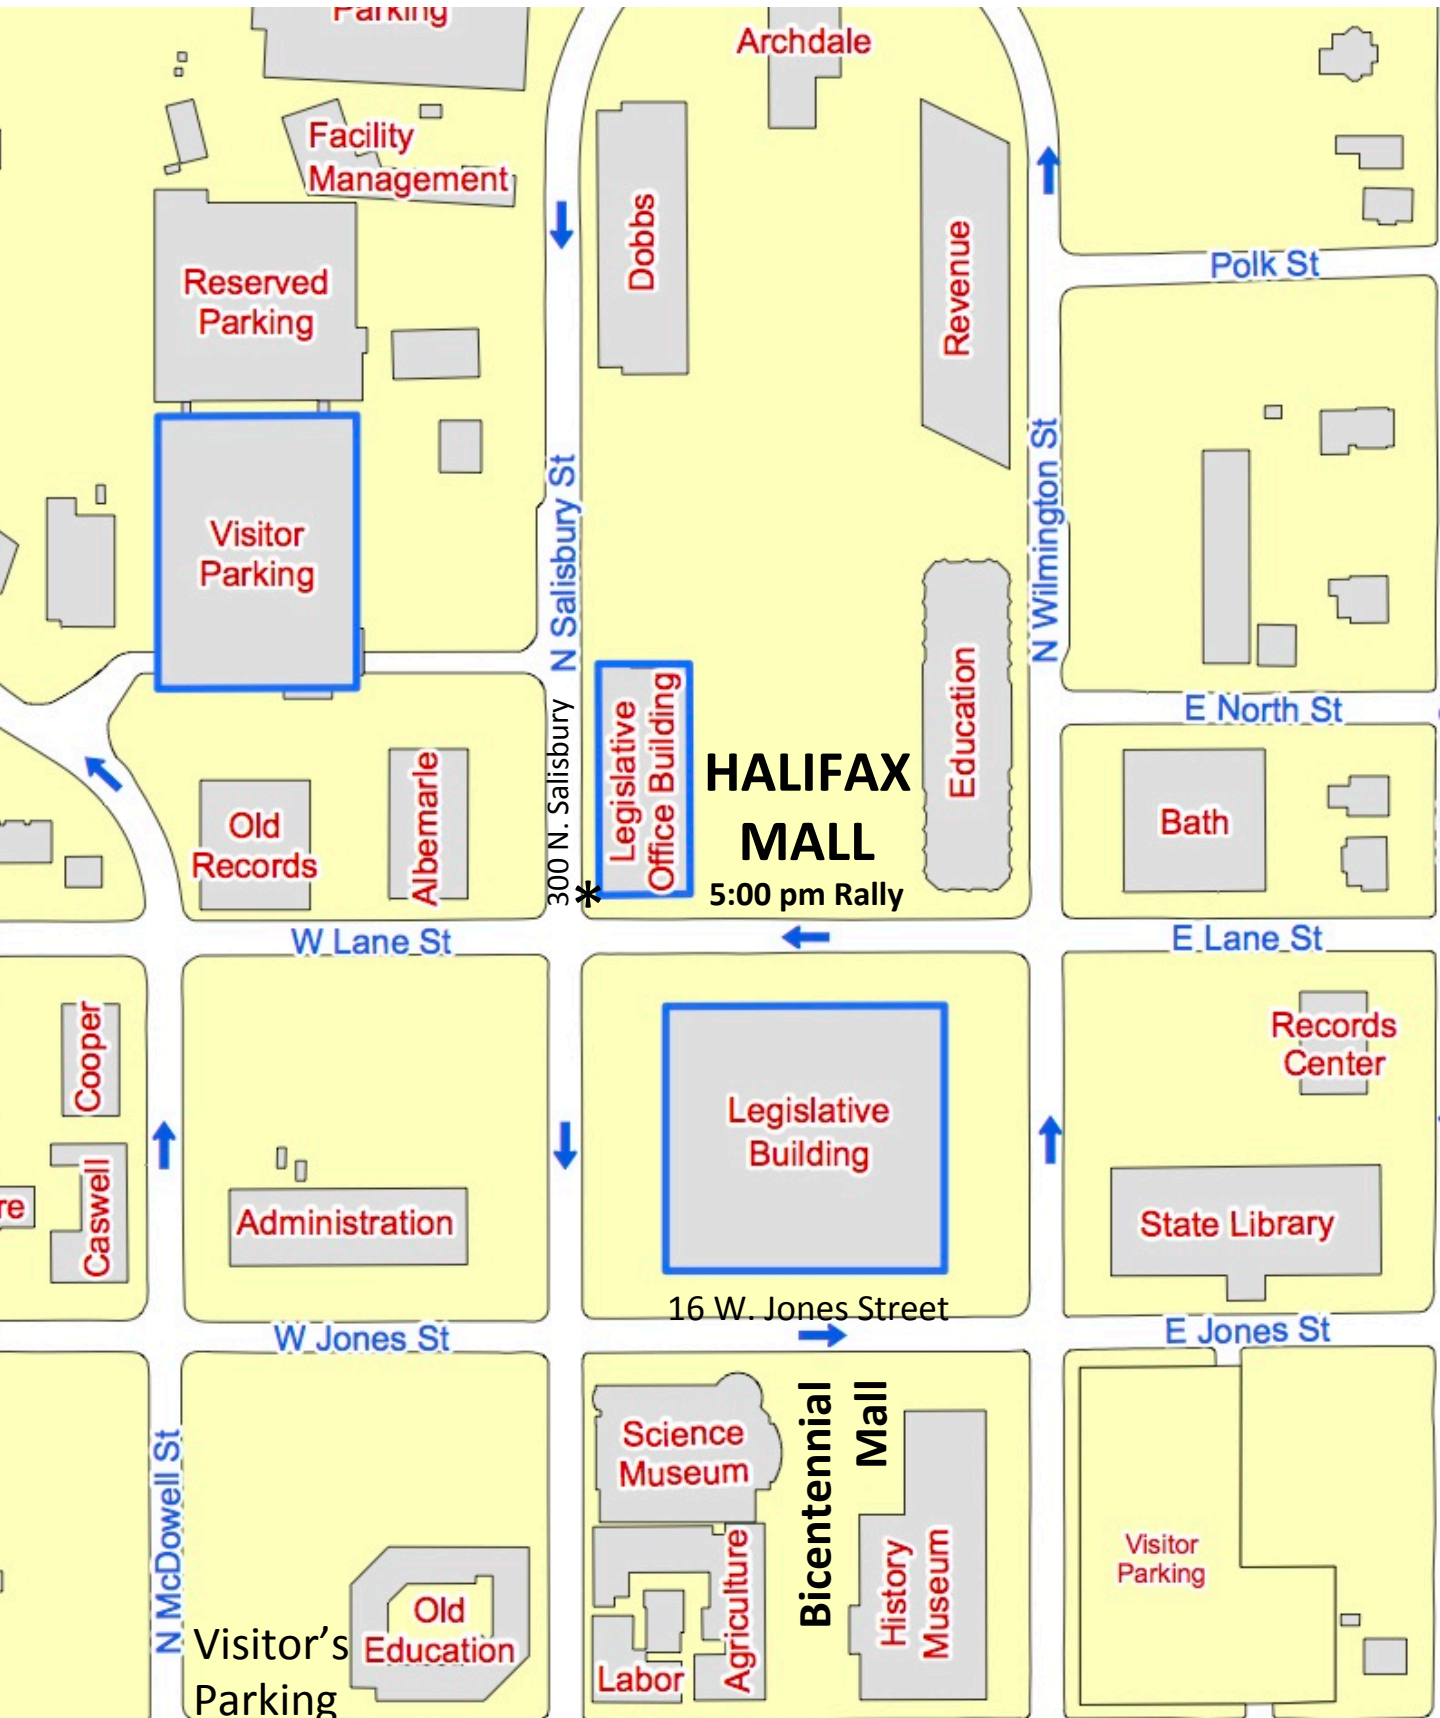 Parking
Archdale
Facility
Management
Dobbs
Revenue
Reserved
Parking
Polk St
Visitor
Parking
N Salisbury St
N Wilmington St
Education
E North St
300 N. Salisbury
Legislative
Office Building
HALIFAX
MALL
5:00 pm Rally
*
Old
Records
Albemarle
Bath
W Lane St
E Lane St
Cooper
Records
Center
Legislative
Building
Caswell
re
Administration
State Library
16 W. Jones Street
W Jones St
E Jones St
N McDowell St
Science
Museum
Bicentennial
Mall
History
Museum
Agriculture
Labor
Visitor
Parking
Old
Education
Visitor’s
Parking